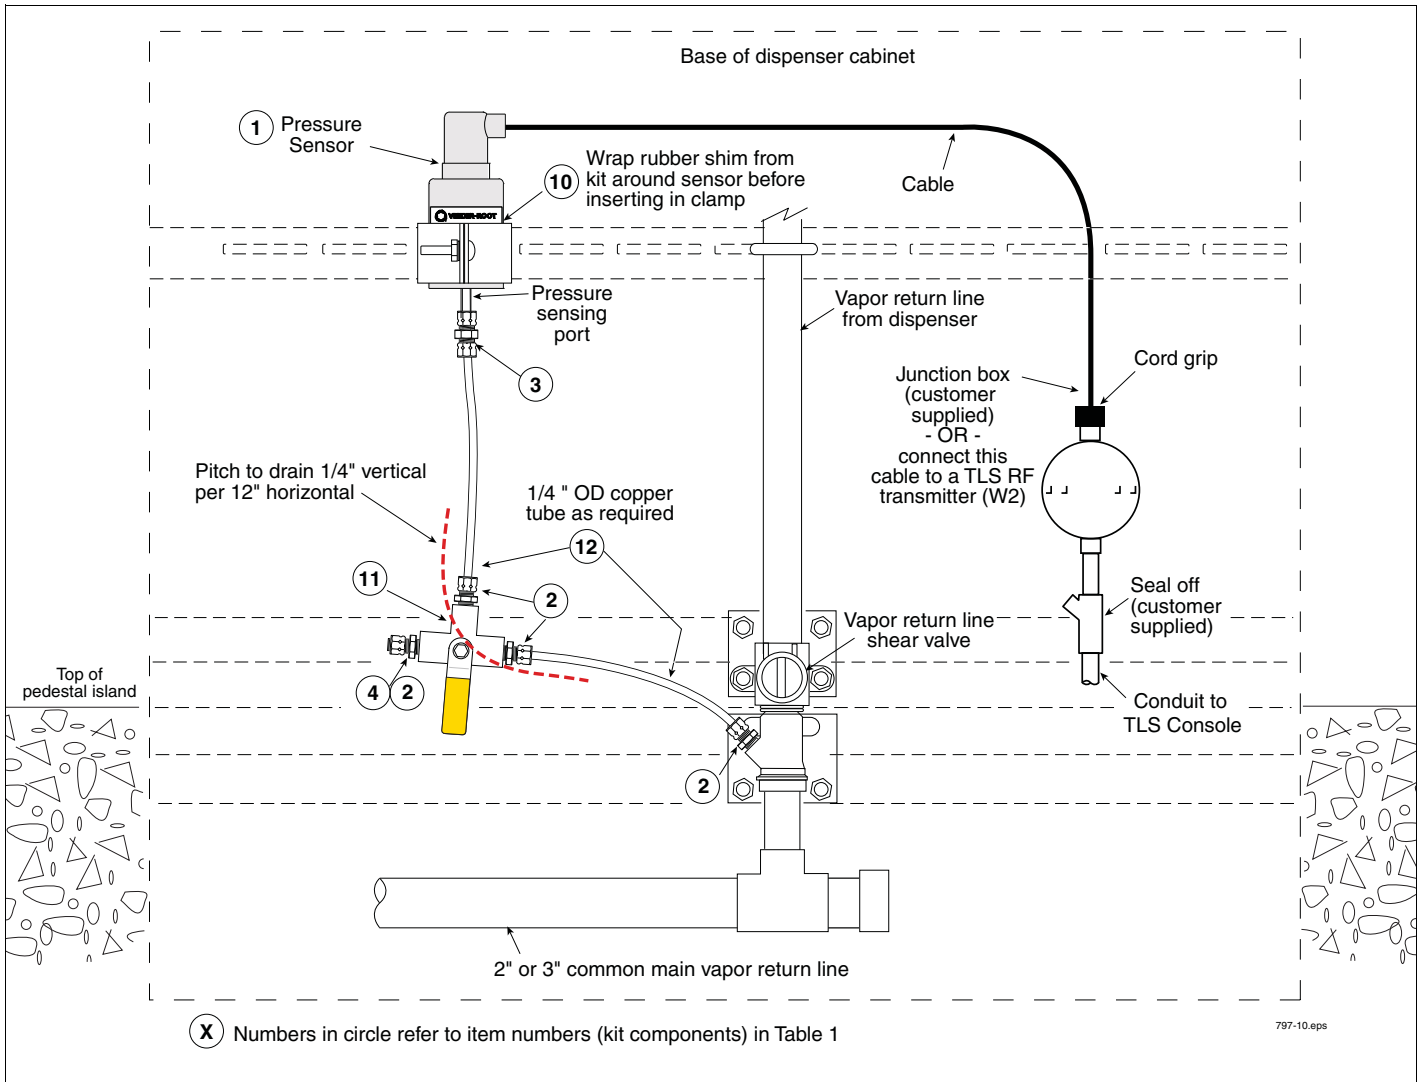 Base of dispenser cabinet
1 Pressure
Sensor
10 Wrap rubber shim from
kit around sensor before
inserting in clamp
Cable
VEEDER-ROOT
Pressure
sensing
port
3
Vapor return line
from dispenser
Cord grip
Junction box
(customer
supplied)
- OR -
connect this
cable to a TLS RF
transmitter (W2)
Pitch to drain 1/4" vertical
per 12" horizontal
1/4 " OD copper
tube as required
12
11
2
Seal off
(customer
supplied)
Vapor return line
shear valve
4 2
Top of
pedestal island
Conduit to
TLS Console
2
2" or 3" common main vapor return line
X Numbers in circle refer to item numbers (kit components) in Table 1
797-10.eps